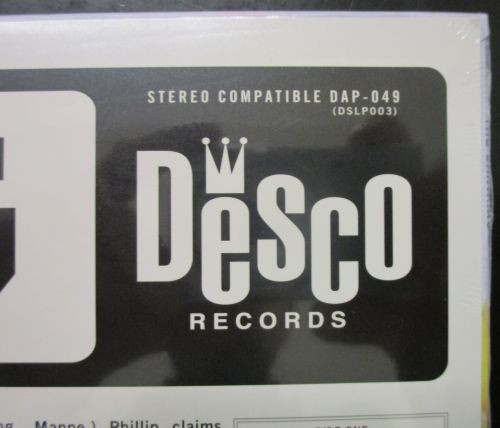 STEREO COMPATIBLE DAP-049
(DSLP003)
Desco
RECORDS
Manne.) Phillip claims